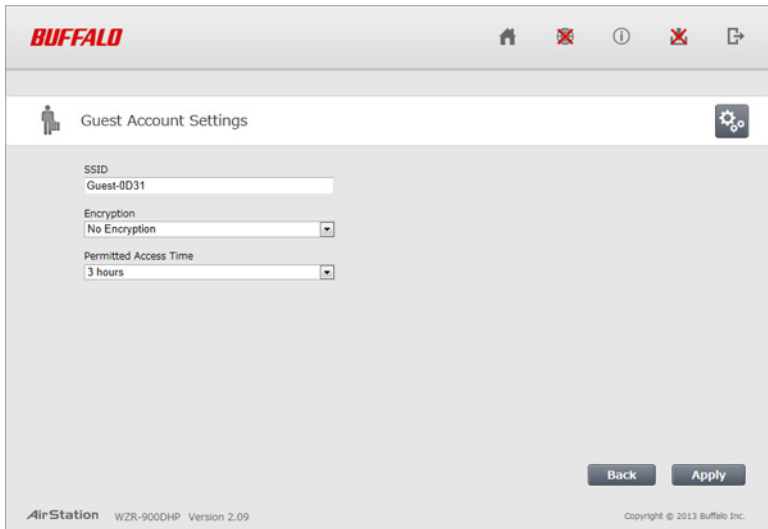 BUFFALO
Guest Account Settings
SSID
Guest-0D31
Encryption
No Encryption
Permitted Access Time
3 hours
Back Apply
AirStation WZR-900DHP Version 2.09 Copyright © 2013 Buffalo Inc.